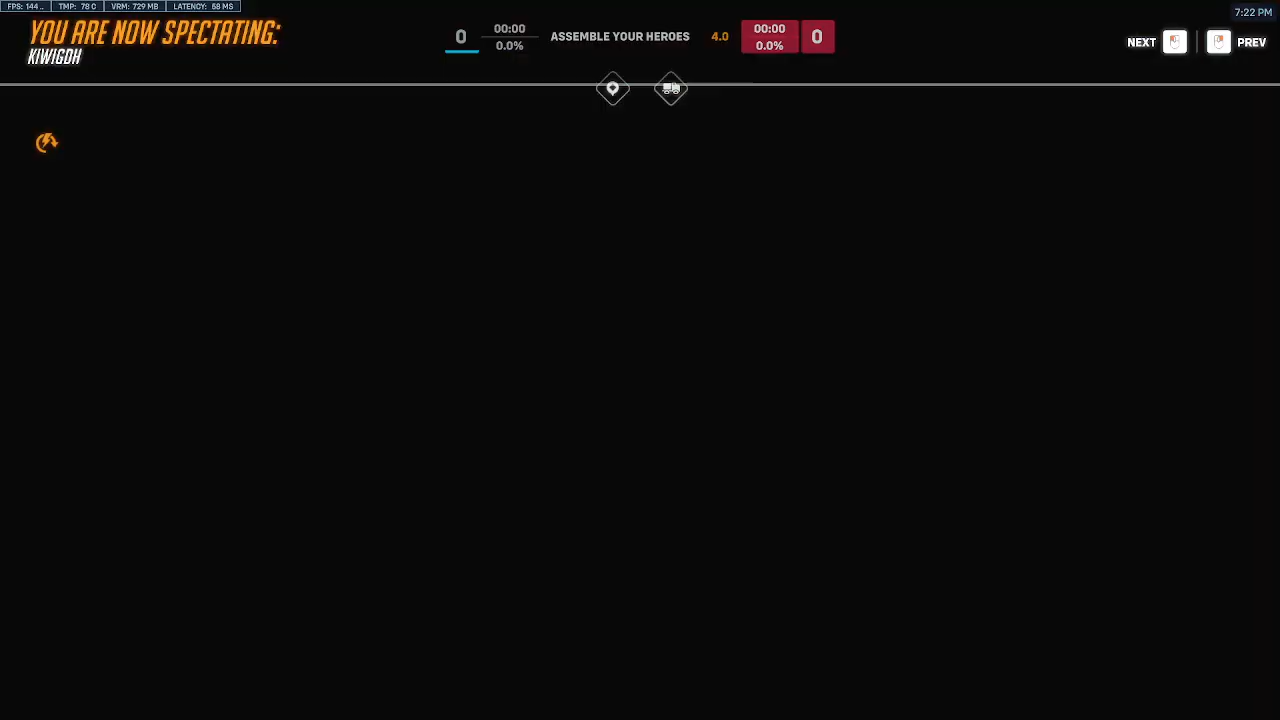 FPS: 144 .. TMP: 78 C VRM: 729 MB LATENCY: 58 MS
7:22 PM
YOU ARE NOW SPECTATING:
KIWIGDH
0 00:00 0.0% ASSEMBLE YOUR HEROES 4.0 00:00 0.0% 0
NEXT PREV